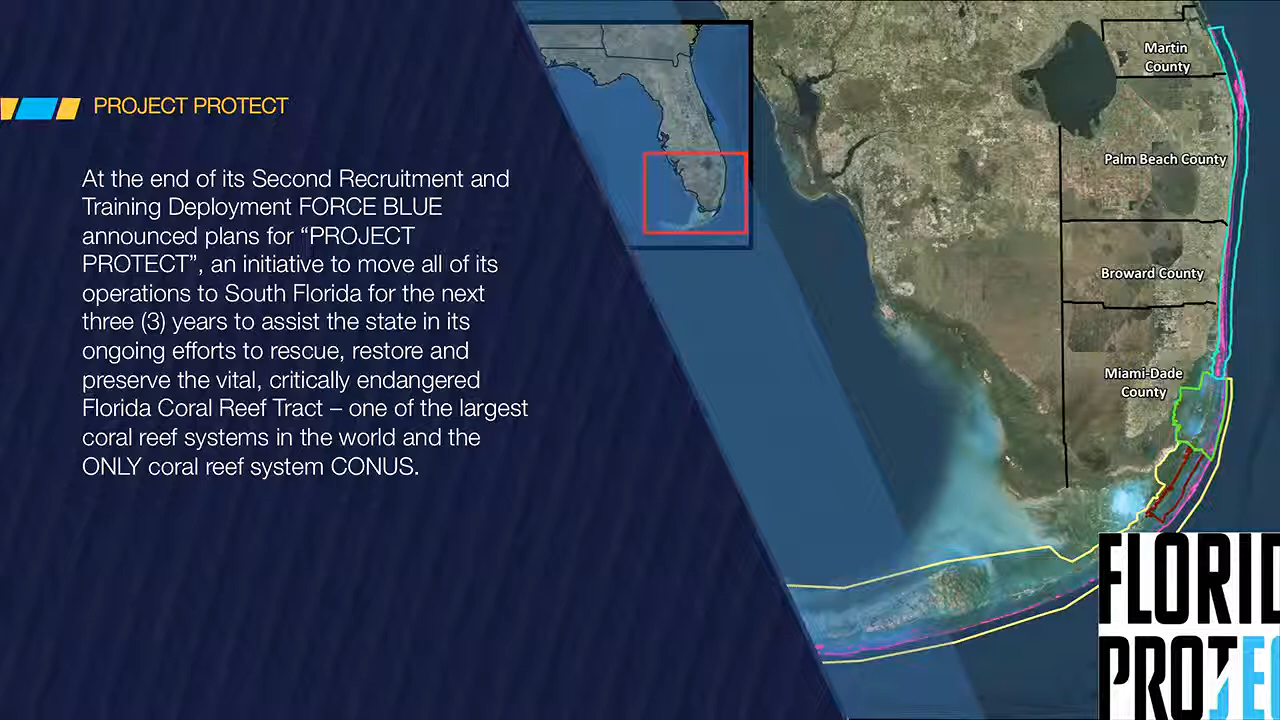 PROJECT PROTECT
At the end of its Second Recruitment and
Training Deployment FORCE BLUE
announced plans for “PROJECT
PROTECT”, an initiative to move all of its
operations to South Florida for the next
three (3) years to assist the state in its
ongoing efforts to rescue, restore and
preserve the vital, critically endangered
Florida Coral Reef Tract – one of the largest
coral reef systems in the world and the
ONLY coral reef system CONUS.
Martin
County
Palm Beach County
Broward County
Miami-Dade
County
FLORID
PROTEC